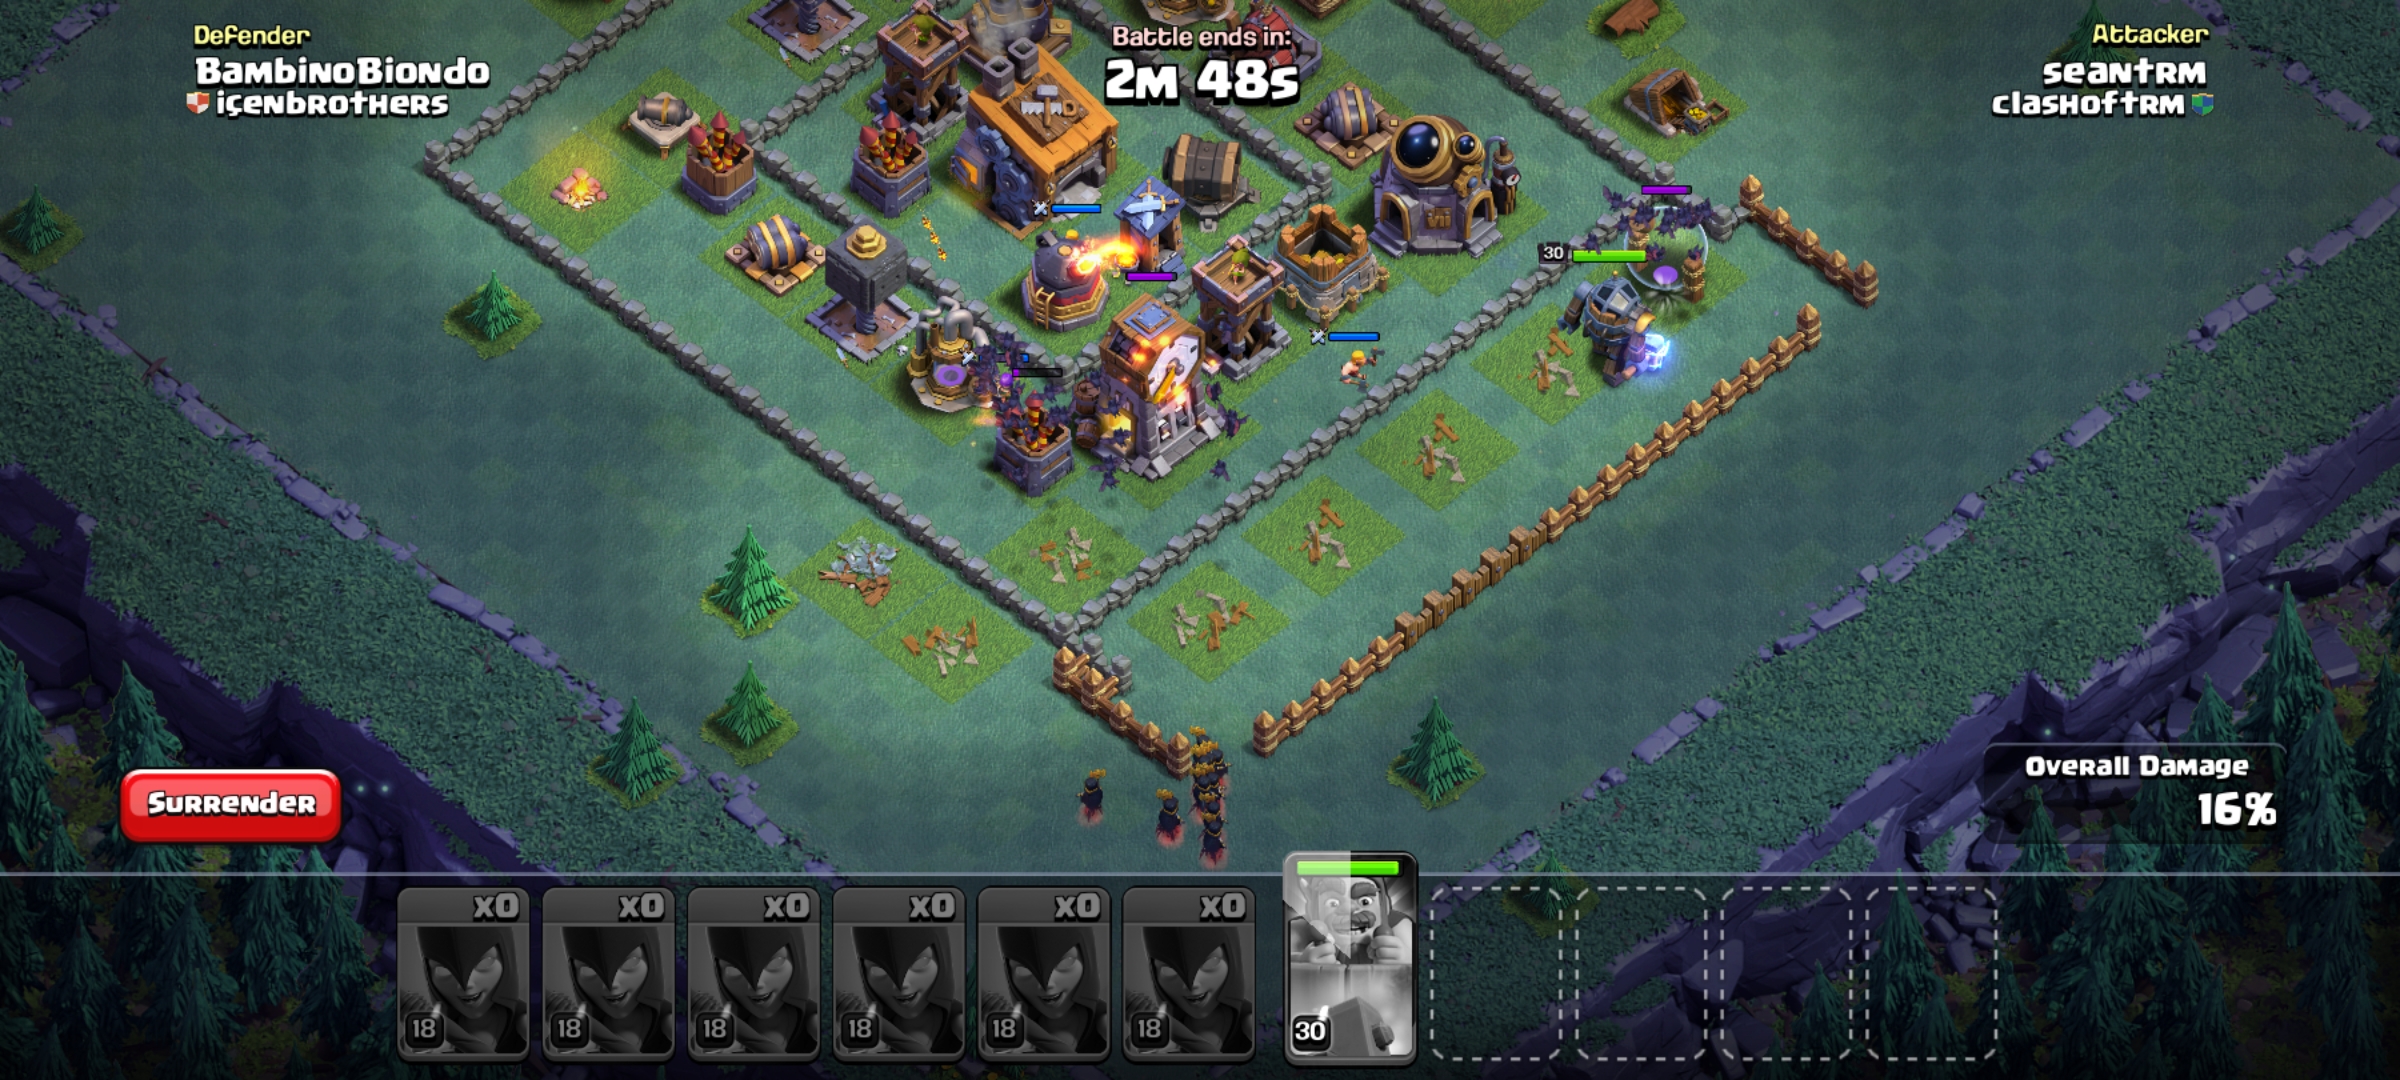 Defender
BambinoBiondo
içenbrothers
Battle ends in:
2M 48s
Attacker
seantRM
clashoftRM
30
VII
Surrender
Overall Damage
16%
x0
x0
x0
x0
x0
x0
18
18
18
18
18
18
30